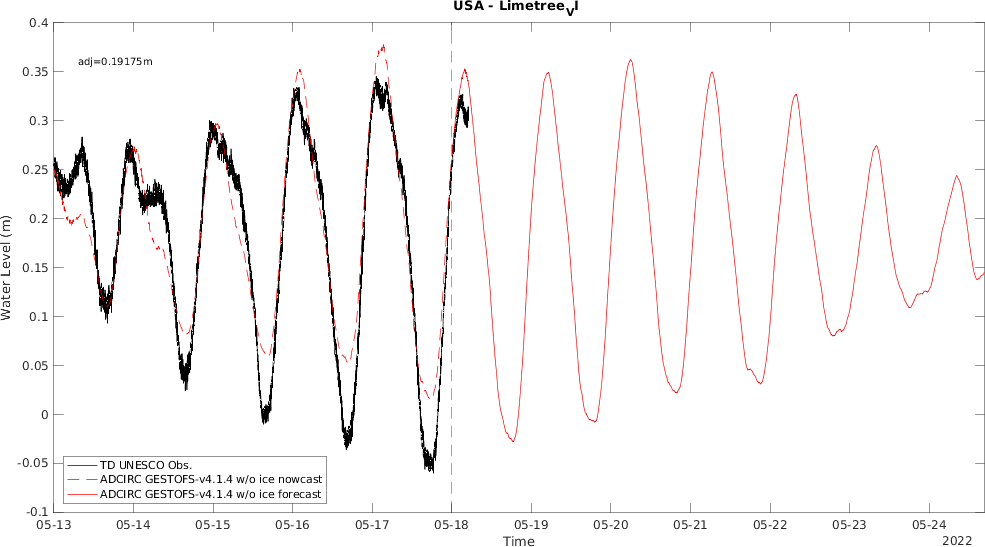 USA - Limetree_VI
adj=0.19175m
0.4
0.35
0.3
0.25
0.2
0.15
0.1
0.05
0
-0.05
-0.1
Water Level (m)
TD UNESCO Obs.
ADCIRC GESTOFS-v4.1.4 w/o ice nowcast
ADCIRC GESTOFS-v4.1.4 w/o ice forecast
05-13 05-14 05-15 05-16 05-17 05-18 05-19 05-20 05-21 05-22 05-23 05-24
Time
2022